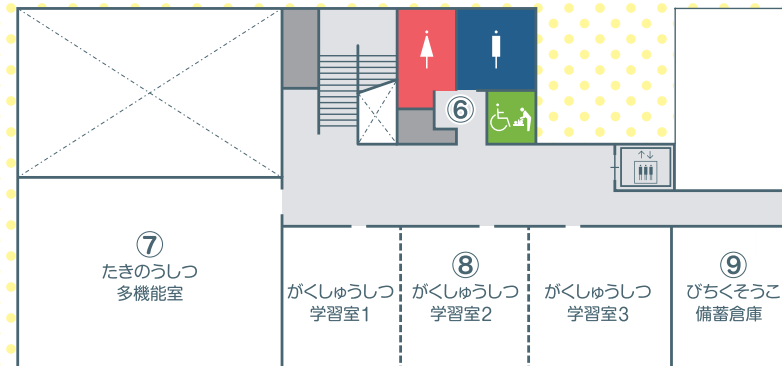 ⑥
⑦
たきのうしつ
多機能室
がくしゅうしつ
学習室1
⑧
がくしゅうしつ
学習室2
がくしゅうしつ
学習室3
⑨
びちくそうこ
備蓄倉庫